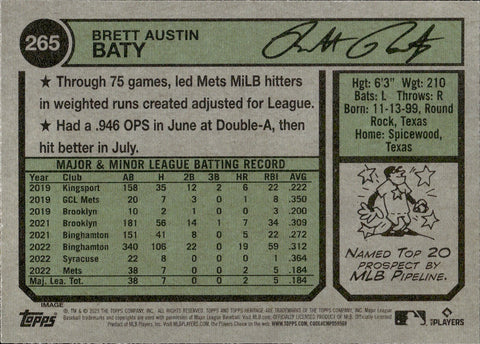 265
BRETT AUSTIN
BATY
★ Through 75 games, led Mets MiLB hitters
in weighted runs created adjusted for League.
★ Had a .946 OPS in June at Double-A, then
hit better in July.
Hgt: 6'3" Wgt: 210
Bats: L Throws: R
Born: 11-13-99, Round
Rock, Texas
Home: Spicewood,
Texas
MAJOR & MINOR LEAGUE BATTING RECORD
Year Club AB H 2B 3B HR RBI AVG
2019 Kingsport 158 35 12 2 6 22 .222
2019 GCL Mets 20 7 3 0 1 8 .350
2019 Brooklyn 10 2 1 0 0 3 .200
2021 Brooklyn 181 56 14 1 7 34 .309
2021 Binghamton 151 41 8 0 5 22 .272
2022 Binghamton 340 106 22 0 19 59 .312
2022 Syracuse 22 8 0 0 0 1 .364
2022 Mets 38 7 0 0 2 5 .184
Maj. Lea. Tot. 38 7 0 0 2 5 .184
NAMED TOP 20
PROSPECT BY
MLB PIPELINE.
IMAGE
Topps
MLB
PLAYERS